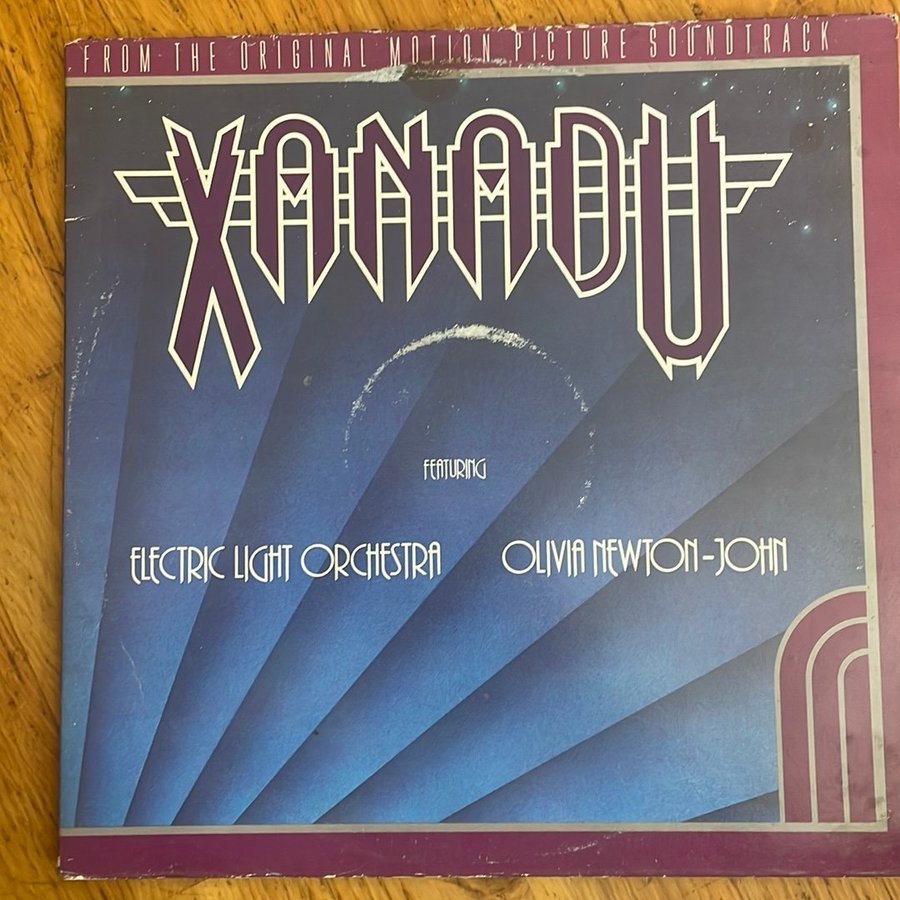 FROM THE ORIGINAL MOTION PICTURE SOUNDTRACK
XANADU
FEATURING
ELECTRIC LIGHT ORCHESTRA OLIVIA NEWTON-JOHN